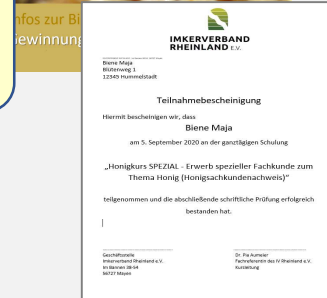 nfos zur Bi
ewinnung
IMKERVERBAND
RHEINLAND E.V.
Biene Maja
Blütenweg 1
12345 Hummelstadt
Teilnahmebescheinigung
Hiermit bescheinigen wir, dass
Biene Maja
am 5. September 2020 an der ganztägigen Schulung
„Honigkurs SPEZIAL - Erwerb spezieller Fachkunde zum
Thema Honig (Honigsachkundenachweis)“
teilgenommen und die abschließende schriftliche Prüfung erfolgreich
bestanden hat.
Geschäftsstelle
Imkerverband Rheinland e.V.
Im Bannen 38-54
56727 Mayen
Dr. Pia Aumeier
Fachreferentin des IV Rheinland e.V.
Kursleitung